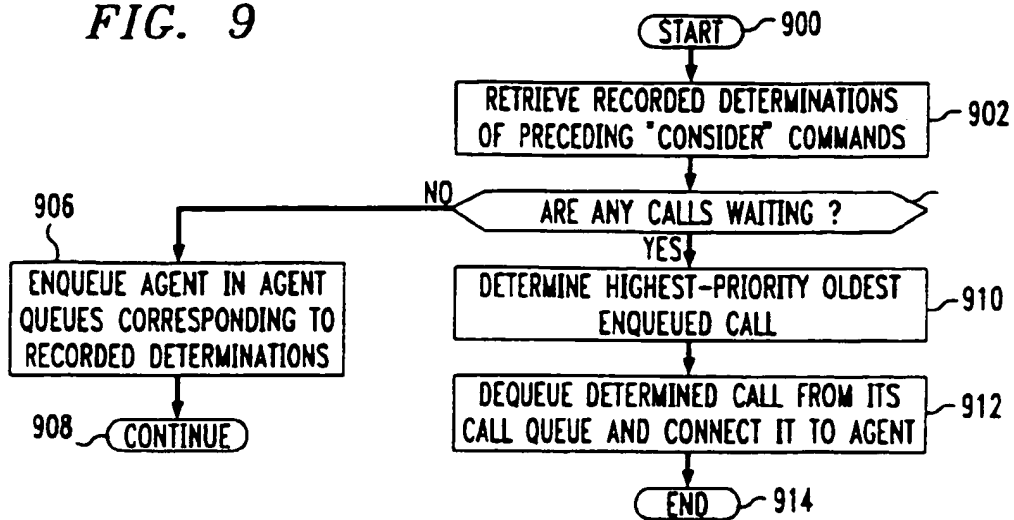 FIG. 9
START
900
RETRIEVE RECORDED DETERMINATIONS
OF PRECEDING "CONSIDER" COMMANDS
902
NO
ARE ANY CALLS WAITING ?
YES
906
ENQUEUE AGENT IN AGENT
QUEUES CORRESPONDING TO
RECORDED DETERMINATIONS
908
CONTINUE
DETERMINE HIGHEST-PRIORITY OLDEST
ENQUEUED CALL
910
DEQUEUE DETERMINED CALL FROM ITS
CALL QUEUE AND CONNECT IT TO AGENT
912
END
914